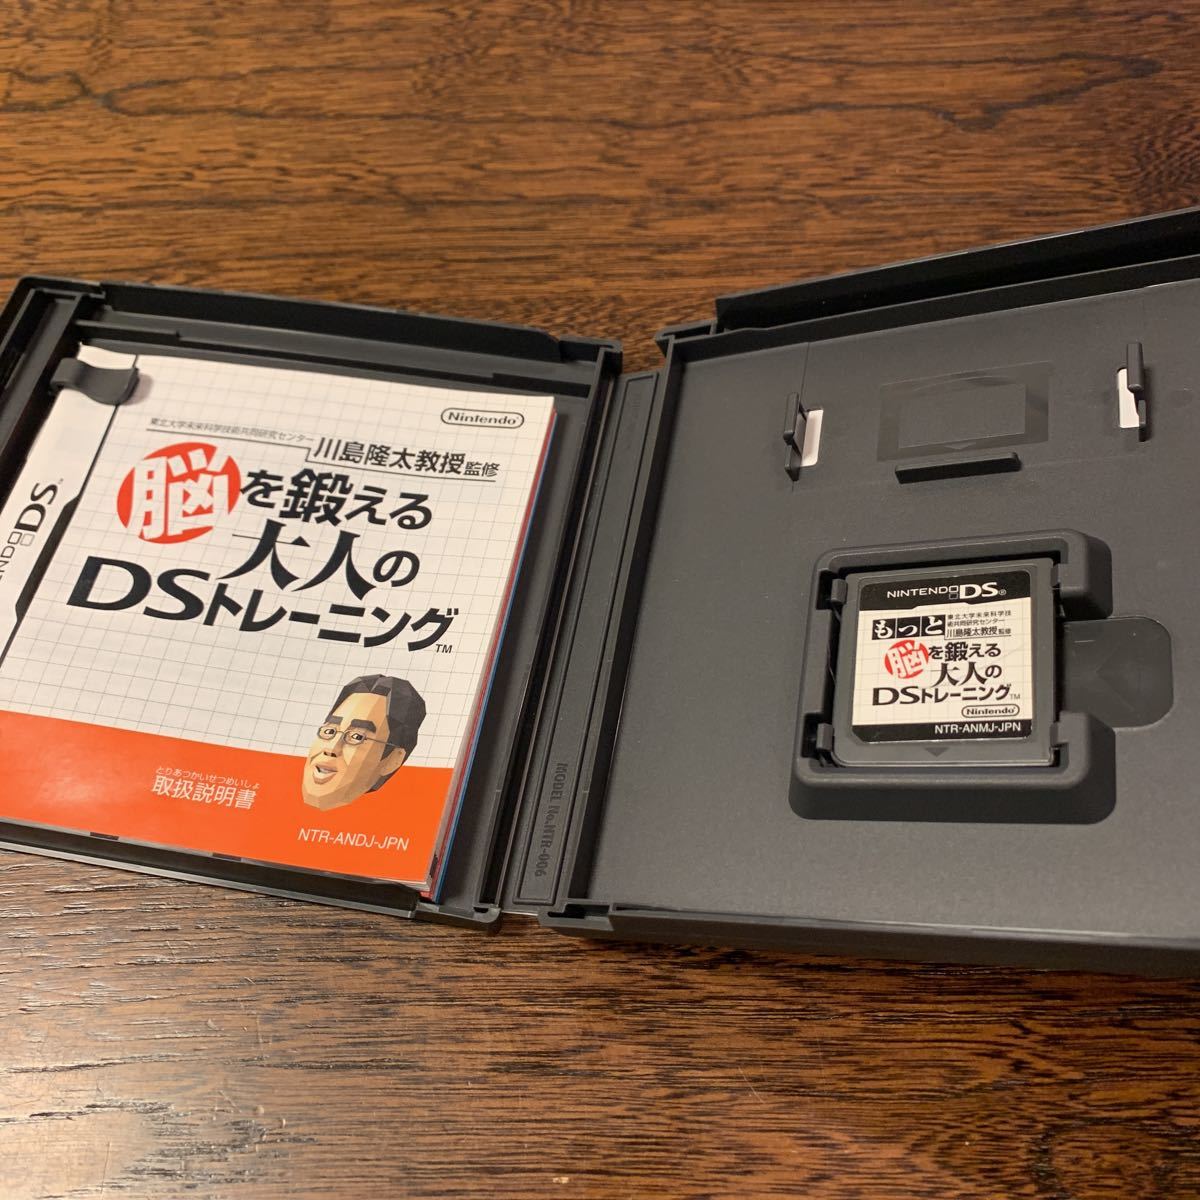 Nintendo
東北大学未来科学技術共同研究センター
川島隆太教授監修
脳を鍛える
大人の
DSトレーニング™
とりあつかいせつめいしょ
取扱説明書
NTR-ANDJ-JPN
DS™
MODEL No.NTR-006
NINTENDO DS®
もっと
東北大学未来科学技
術共同研究センター
川島隆太教授監修
脳を鍛える
大人の
DSトレーニング™
Nintendo
NTR-ANMJ-JPN